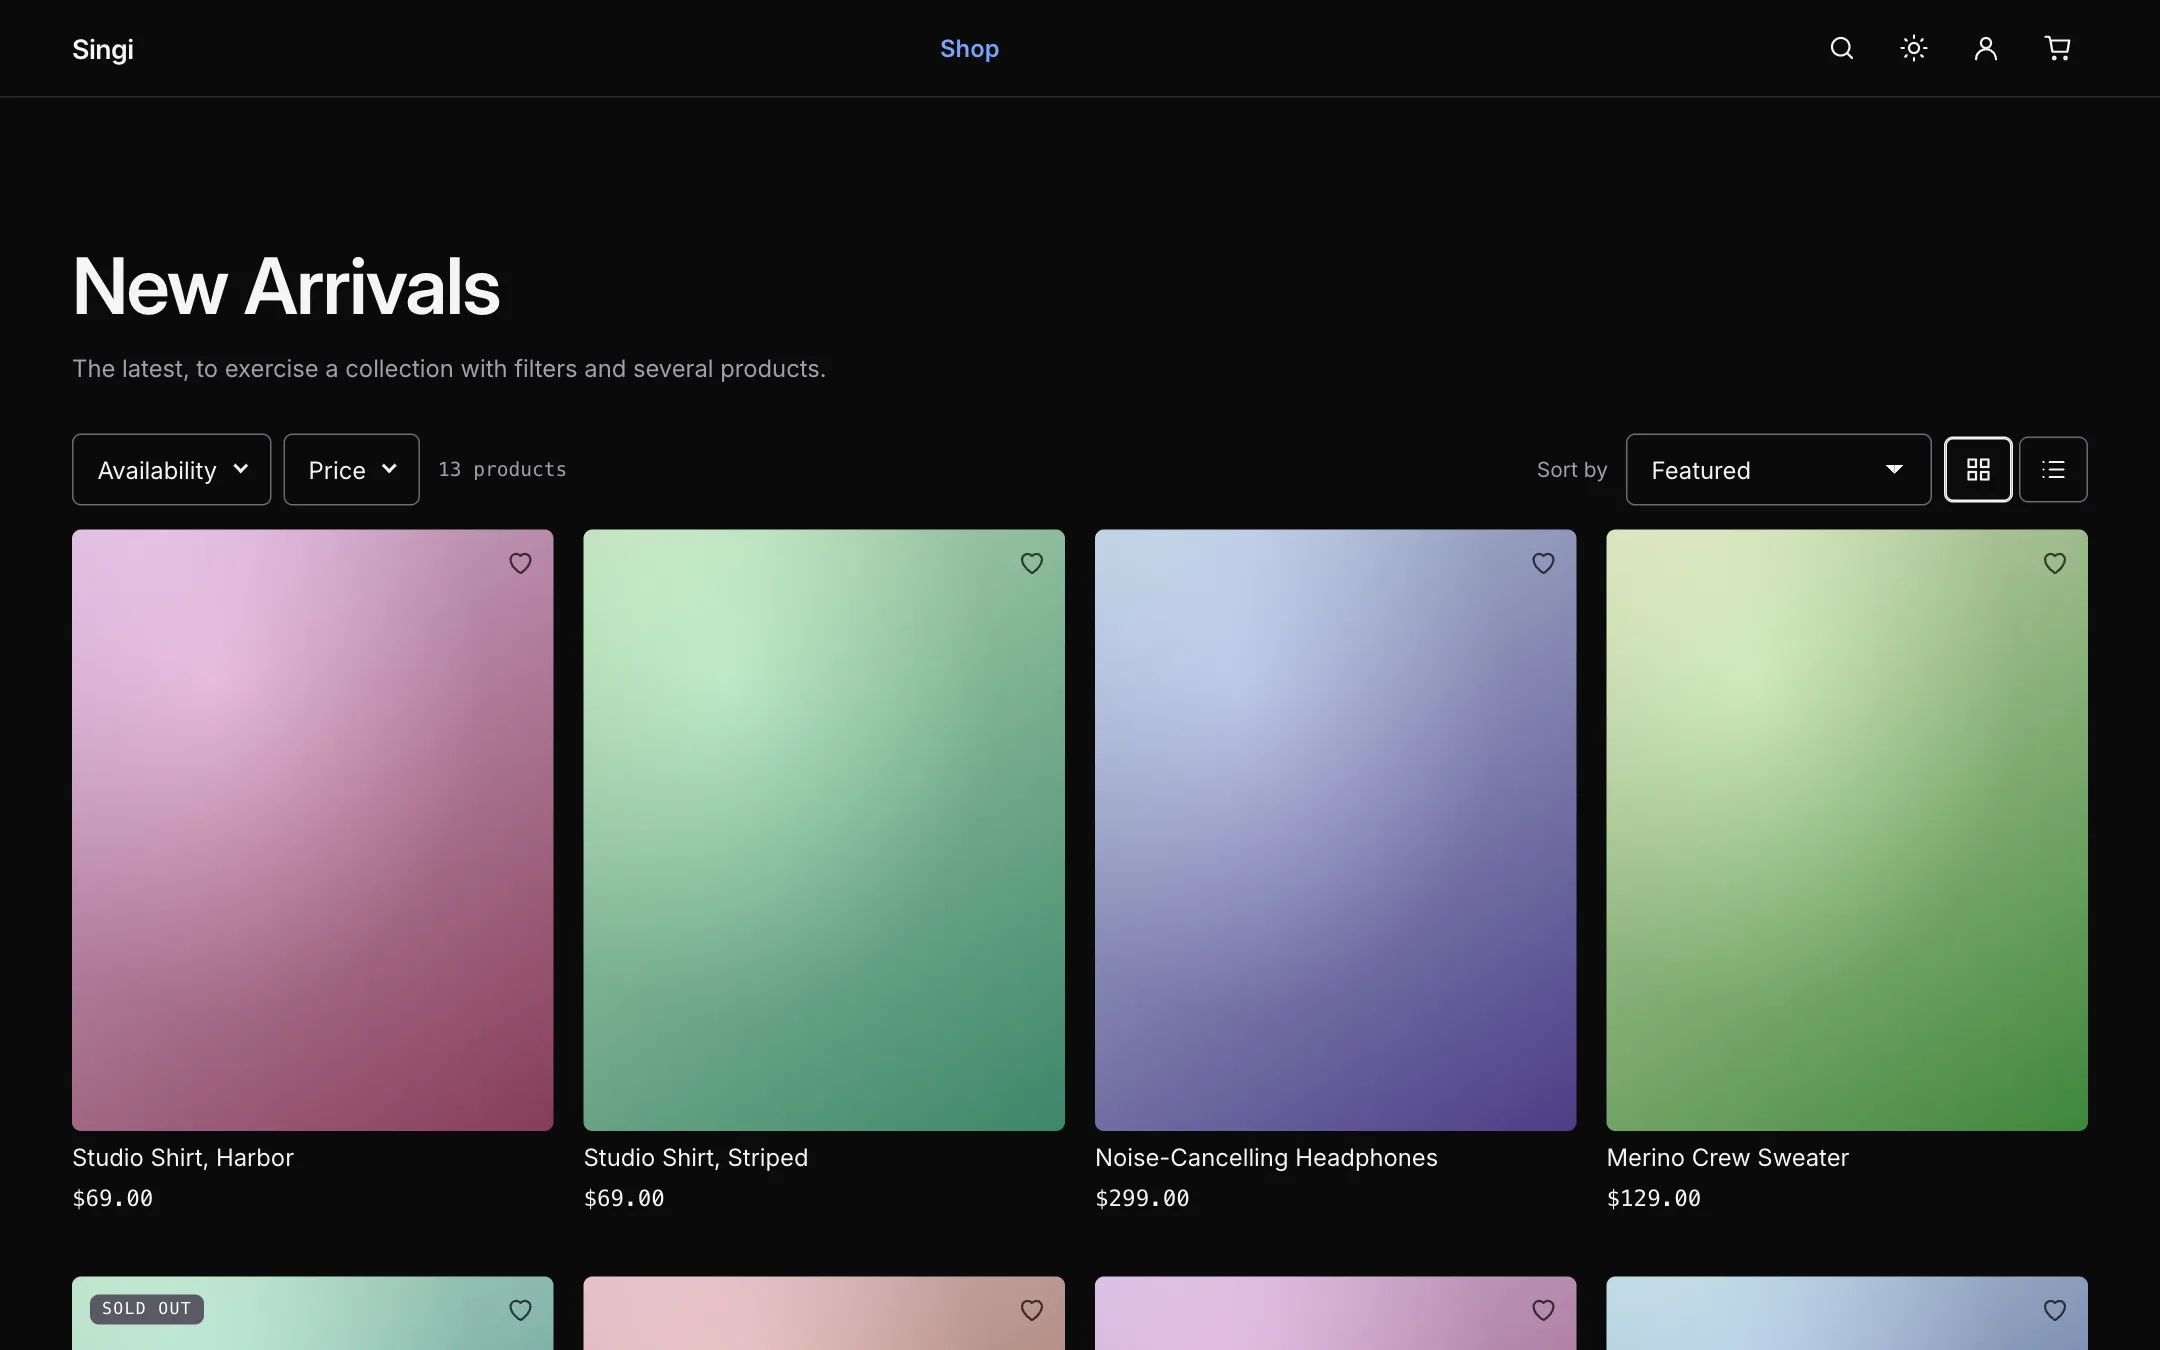 Singi
Shop
New Arrivals
The latest, to exercise a collection with filters and several products.
Availability
Price
13 products
Sort by
Featured
Studio Shirt, Harbor
$69.00
Studio Shirt, Striped
$69.00
Noise-Cancelling Headphones
$299.00
Merino Crew Sweater
$129.00
SOLD OUT